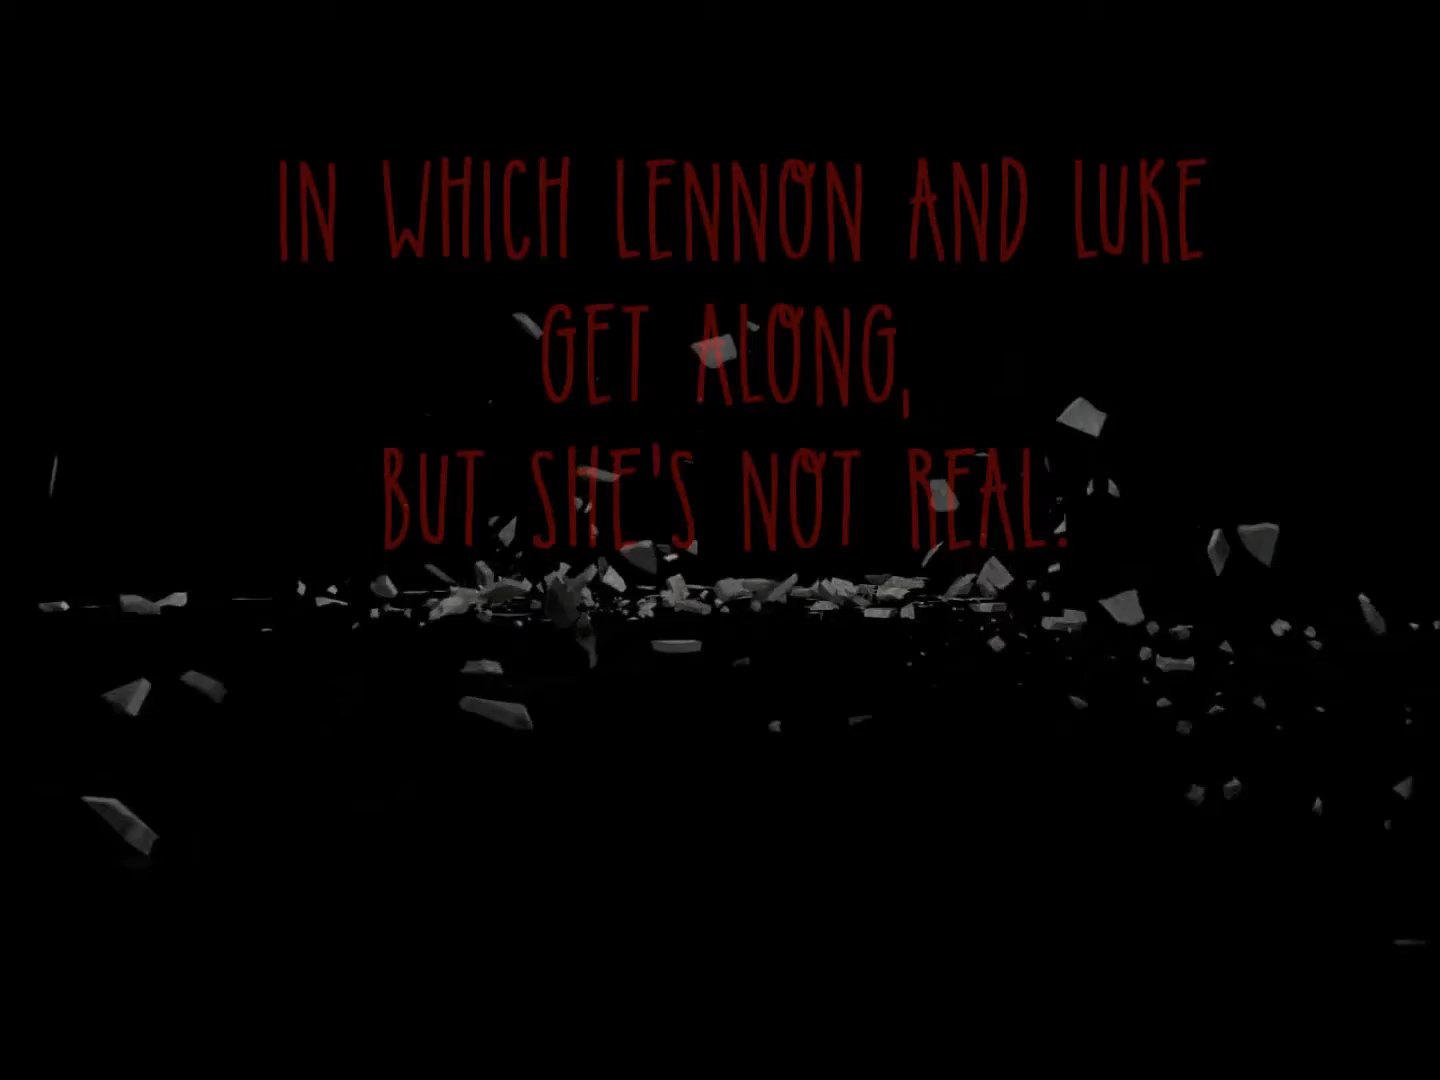 IN WHICH LENNON AND LUKE
GET ALONG,
BUT SHE'S NOT REAL.